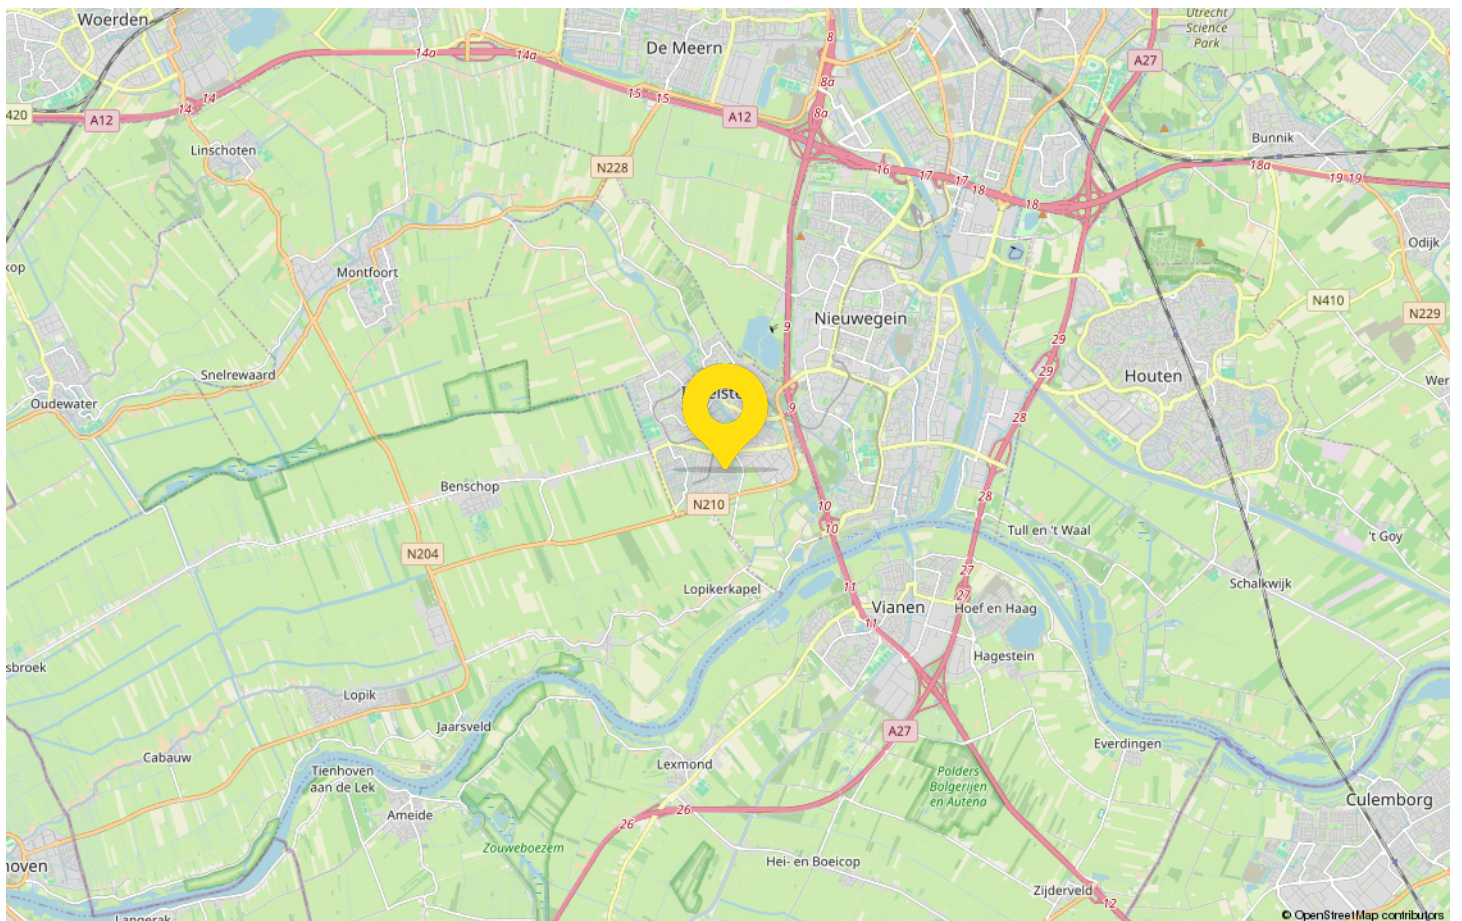 Woerden
De Meern
Utrecht
Science
Park
8
14a
14a
A27
8a
15
15
14
14
420
A12
A12
8a
Bunnik
Linschoten
N228
16
17
17
18
18
18a
19
19
Odijk
Montfoort
N410
N229
Nieuwegein
9
29
29
Snelrewaard
Houten
Wer
Oudewater
9
28
Benschop
28
N210
10
10
Tull en 't Waal
't Goy
N204
27
Schalkwijk
Lopikerkapel
11
27
Vianen
Hoef en Haag
11
Hagestein
sbroek
Lopik
Jaarsveld
A27
Everdingen
Cabauw
Lexmond
Tienhoven
aan de Lek
Polders
Bolgerijen
en Autena
Culemborg
Ameide
26
26
Zouweboezem
Hei- en Boeicop
hoven
Zijderveld
12
Langerak
© OpenStreetMap contributors